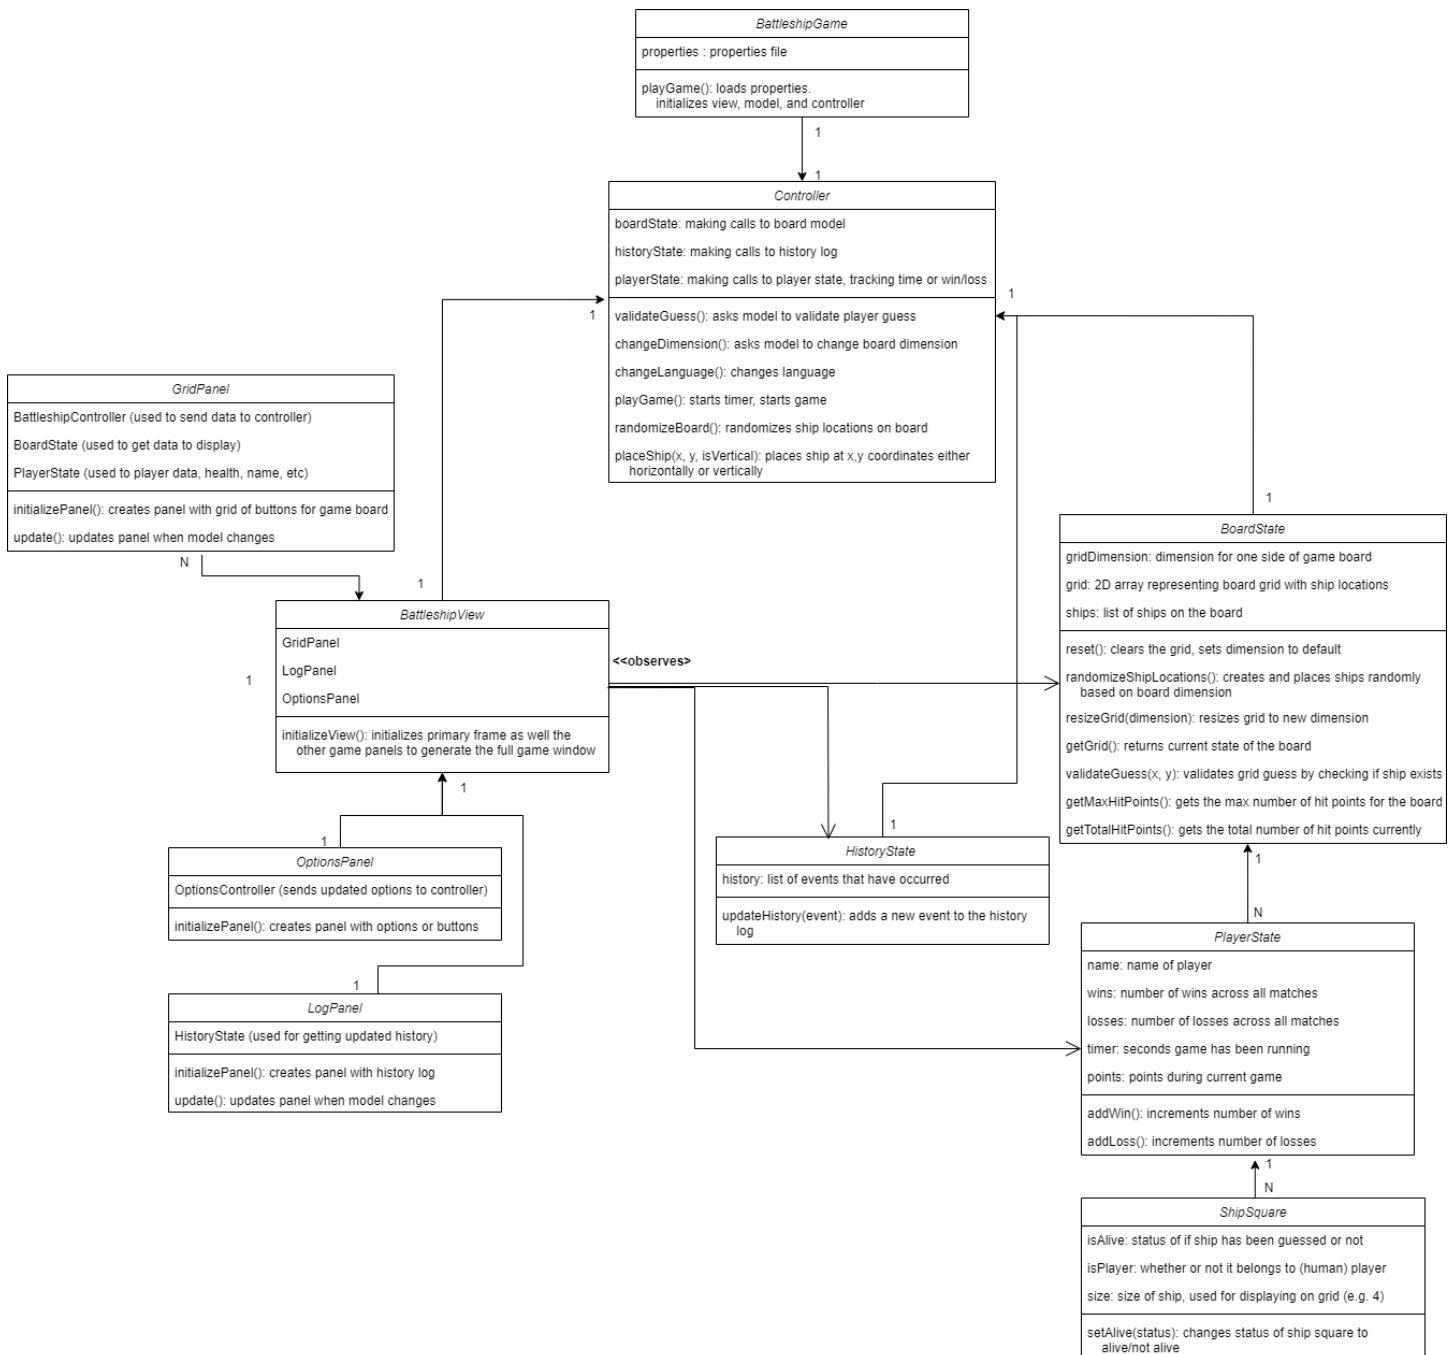 BattleshipGame
properties : properties file
playGame(): loads properties.
initializes view, model, and controller
1
1
Controller
boardState: making calls to board model
historyState: making calls to history log
playerState: making calls to player state, tracking time or win/loss
validateGuess(): asks model to validate player guess
changeDimension(): asks model to change board dimension
changeLanguage(): changes language
playGame(): starts timer, starts game
randomizeBoard(): randomizes ship locations on board
placeShip(x, y, isVertical): places ship at x,y coordinates either
horizontally or vertically
1
1
GridPanel
BattleshipController (used to send data to controller)
BoardState (used to get data to display)
PlayerState (used to player data, health, name, etc)
initializePanel(): creates panel with grid of buttons for game board
update(): updates panel when model changes
N
1
1
BattleshipView
GridPanel
LogPanel
OptionsPanel
initializeView(): initializes primary frame as well the
other game panels to generate the full game window
1
<<observes>
1
BoardState
gridDimension: dimension for one side of game board
grid: 2D array representing board grid with ship locations
ships: list of ships on the board
reset(): clears the grid, sets dimension to default
randomizeShipLocations(): creates and places ships randomly
based on board dimension
resizeGrid(dimension): resizes grid to new dimension
getGrid(): returns current state of the board
validateGuess(x, y): validates grid guess by checking if ship exists
getMaxHitPoints(): gets the max number of hit points for the board
getTotalHitPoints(): gets the total number of hit points currently
1
OptionsPanel
OptionsController (sends updated options to controller)
initializePanel(): creates panel with options or buttons
1
LogPanel
HistoryState (used for getting updated history)
initializePanel(): creates panel with history log
update(): updates panel when model changes
1
HistoryState
history: list of events that have occurred
updateHistory(event): adds a new event to the history
log
1
N
PlayerState
name: name of player
wins: number of wins across all matches
losses: number of losses across all matches
timer: seconds game has been running
points: points during current game
addWin(): increments number of wins
addLoss(): increments number of losses
1
N
ShipSquare
isAlive: status of if ship has been guessed or not
isPlayer: whether or not it belongs to (human) player
size: size of ship, used for displaying on grid (e.g. 4)
setAlive(status): changes status of ship square to
alive/not alive